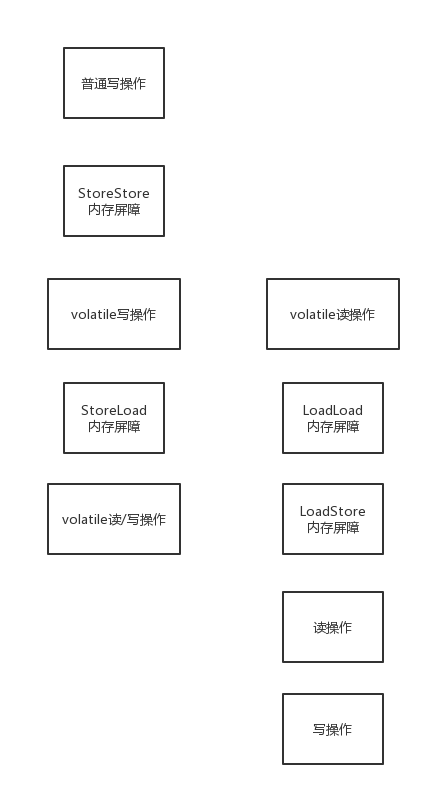 普通写操作
StoreStore
内存屏障
volatile写操作
StoreLoad
内存屏障
volatile读/写操作
volatile读操作
LoadLoad
内存屏障
LoadStore
内存屏障
读操作
写操作